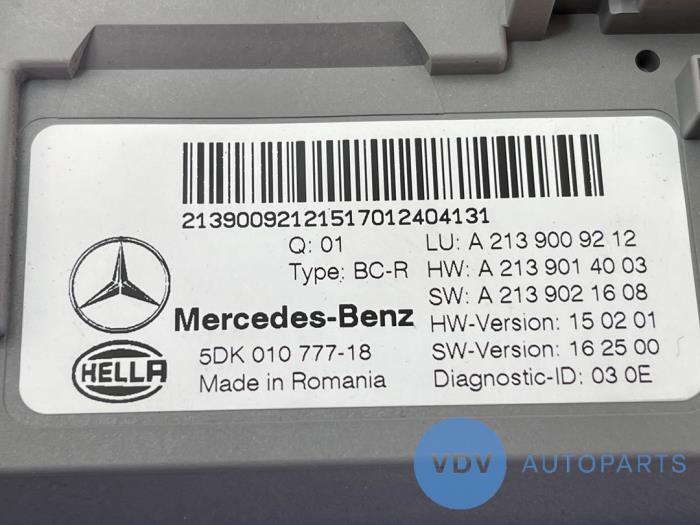 21390092121517012404131
Q: 01 LU: A 213 900 92 12
Type: BC-R HW: A 213 901 40 03
SW: A 213 902 16 08
Mercedes-Benz HW-Version: 15 02 01
5DK 010 777-18 SW-Version: 16 25 00
HELLA Made in Romania Diagnostic-ID: 03 0E
VDV AUTOPARTS